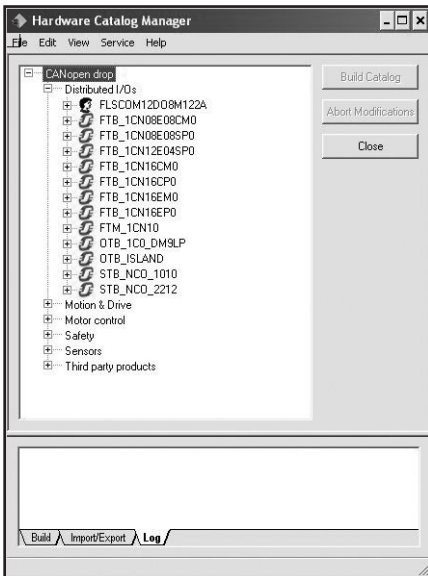 Hardware Catalog Manager
File Edit View Service Help
CANopen drop
Distributed I/Os
FLSCOM12DO8M122A
FTB_1CN08E08CM0
FTB_1CN08E08SP0
FTB_1CN12E04SP0
FTB_1CN16CM0
FTB_1CN16CP0
FTB_1CN16EM0
FTB_1CN16EP0
FTM_1CN10
OTB_1C0_DM9LP
OTB_ISLAND
STB_NCO_1010
STB_NCO_2212
Motion & Drive
Motor control
Safety
Sensors
Third party products
Build Catalog
Abort Modifications
Close
Build Import/Export Log